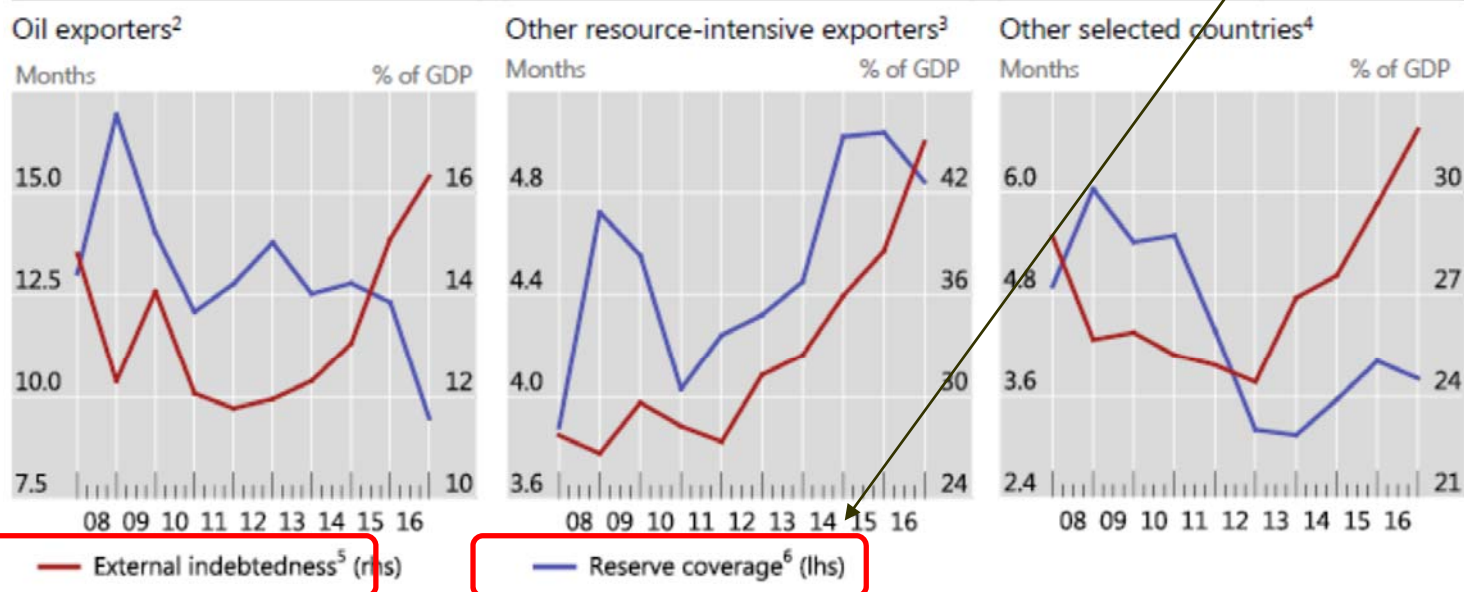 Oil exporters² Other resource-intensive exporters³ Other selected countries⁴
Months % of GDP Months % of GDP Months % of GDP
15.0 16 4.8 42 6.0 30
12.5 14 4.4 36 4.8 27
10.0 12 4.0 30 3.6 24
7.5 10 3.6 24 2.4 21
08 09 10 11 12 13 14 15 16 08 09 10 11 12 13 14 15 16 08 09 10 11 12 13 14 15 16
External indebtedness⁵ (rhs) Reserve coverage⁶ (lhs)